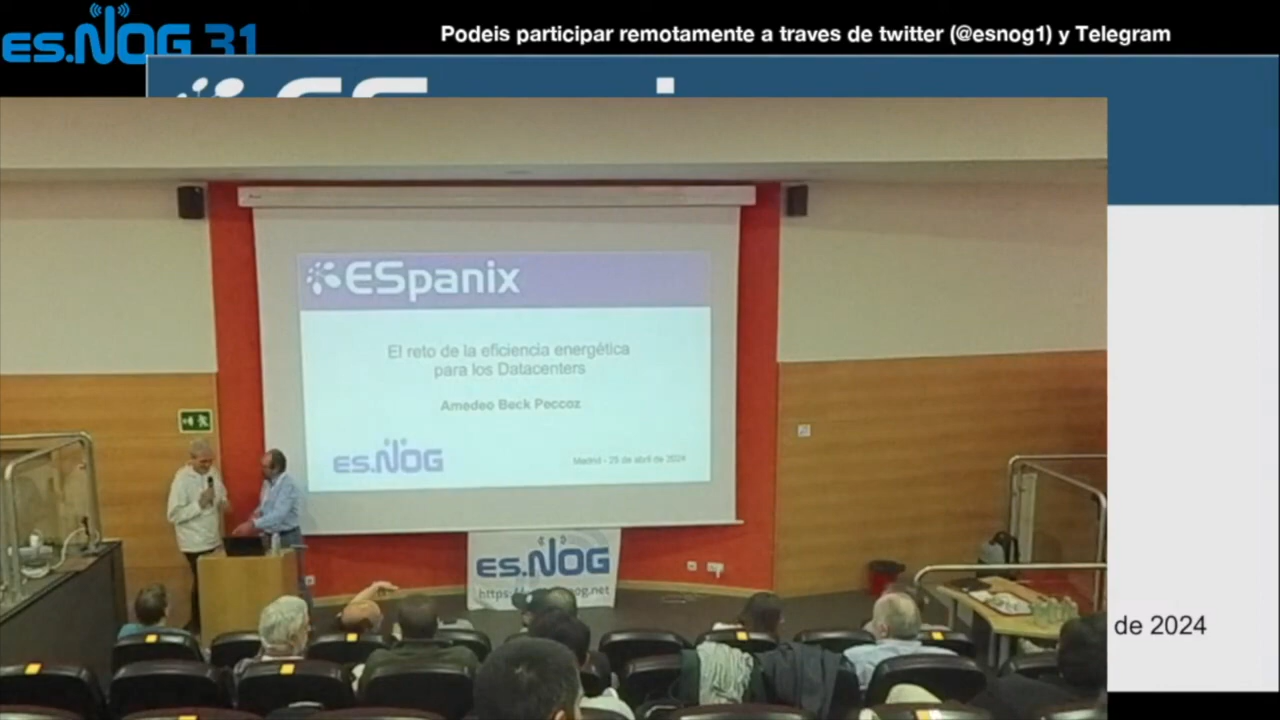 es.NOG 31
Podeis participar remotamente a traves de twitter (@esnog1) y Telegram
ESpanix
El reto de la eficiencia energética
para los Datacenters
Amedeo Beck Peccoz
es.NOG
Madrid - 25 de abril de 2024
es.NOG
de 2024